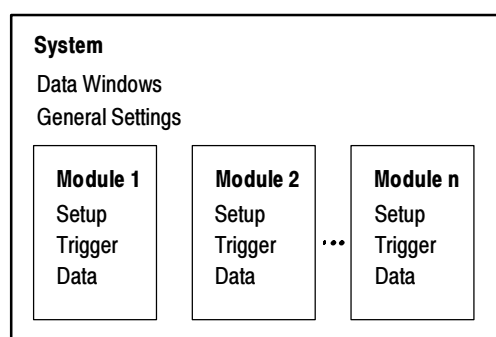 System
Data Windows
General Settings
Module 1
Setup
Trigger
Data
Module 2
Setup
Trigger
Data
...
Module n
Setup
Trigger
Data